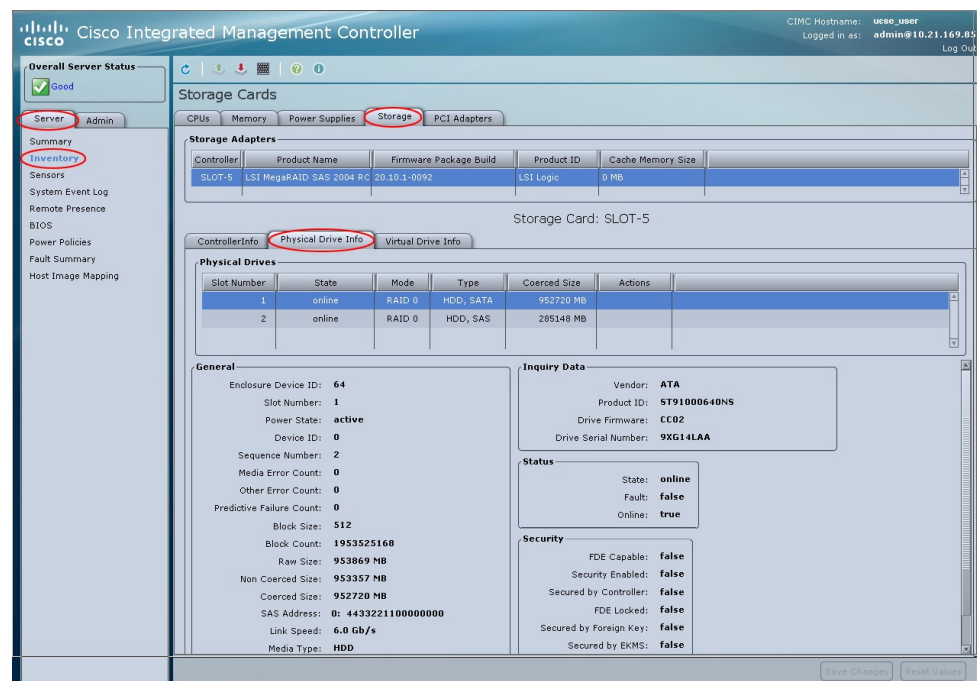 CISCO Cisco Integrated Management Controller
CIMC Hostname: ucse_user
Logged in as: admin@10.21.169.85
Log Out
Overall Server Status
Good
Server Admin
Summary
Inventory
Sensors
System Event Log
Remote Presence
BIOS
Power Policies
Fault Summary
Host Image Mapping
Storage Cards
CPUs Memory Power Supplies Storage PCI Adapters
Storage Adapters
Controller Product Name Firmware Package Build Product ID Cache Memory Size
SLOT-5 LSI MegaRAID SAS 2004 RO 20.10.1-0092 LSI Logic 0 MB
Storage Card: SLOT-5
ControllerInfo Physical Drive Info Virtual Drive Info
Physical Drives
Slot Number State Mode Type Coerced Size Actions
1 online RAID 0 HDD, SATA 952720 MB
2 online RAID 0 HDD, SAS 285148 MB
General
Enclosure Device ID: 64
Slot Number: 1
Power State: active
Device ID: 0
Sequence Number: 2
Media Error Count: 0
Other Error Count: 0
Predictive Failure Count: 0
Block Size: 512
Block Count: 1953525168
Raw Size: 953869 MB
Non Coerced Size: 953357 MB
Coerced Size: 952720 MB
SAS Address: 0: 4433221100000000
Link Speed: 6.0 Gb/s
Media Type: HDD
Inquiry Data
Vendor: ATA
Product ID: ST91000640NS
Drive Firmware: CC02
Drive Serial Number: 9XG14LAA
Status
State: online
Fault: false
Online: true
Security
FDE Capable: false
Security Enabled: false
Secured by Controller: false
FDE Locked: false
Secured by Foreign Key: false
Secured by EKMS: false
Save Changes Reset Values